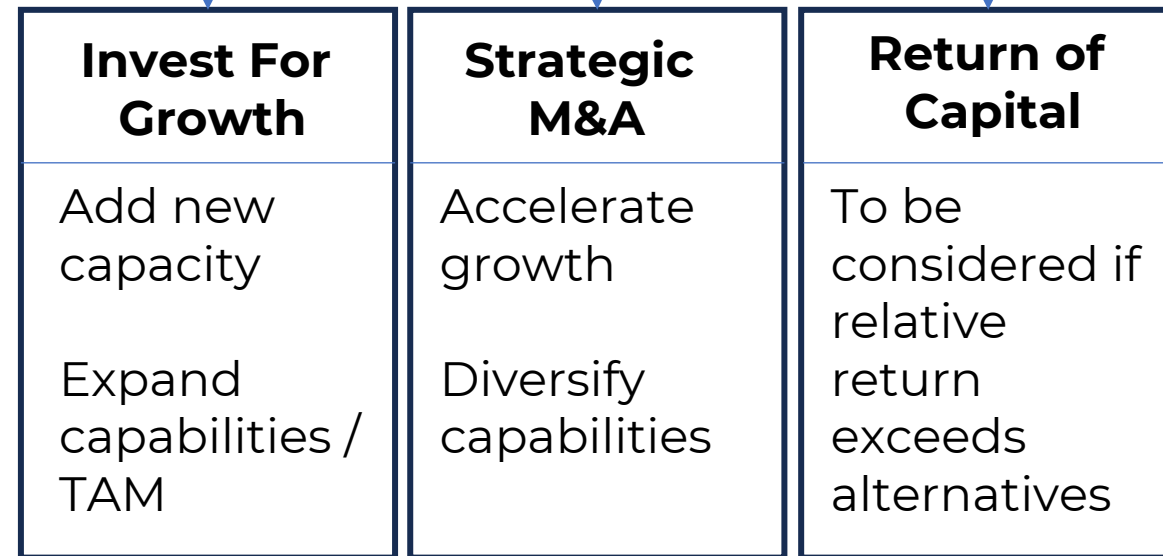 Invest For
Growth
Add new
capacity
Expand
capabilities /
TAM
Strategic
M&A
Accelerate
growth
Diversify
capabilities
Return of
Capital
To be
considered if
relative
return
exceeds
alternatives